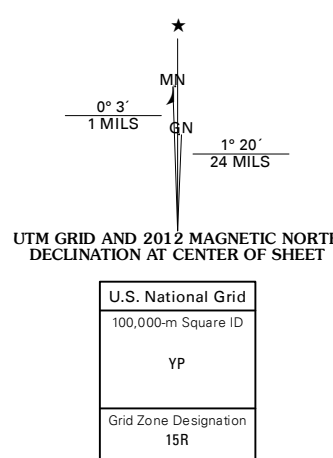 ★
MN
0° 3´
1 MILS
GN
1° 20´
24 MILS
UTM GRID AND 2012 MAGNETIC NORTH
DECLINATION AT CENTER OF SHEET
U.S. National Grid
100,000-m Square ID
YP
Grid Zone Designation
15R